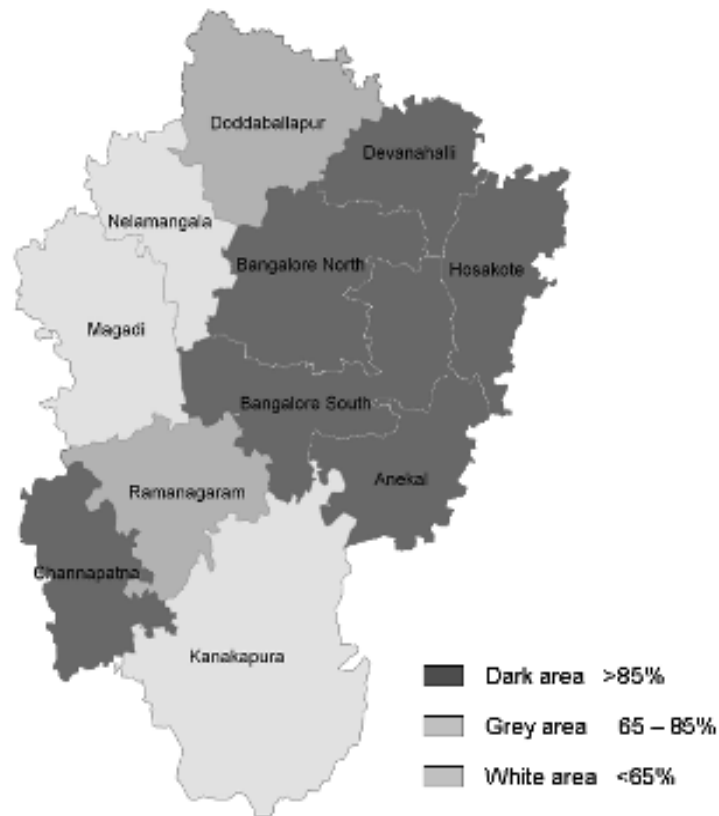 Doddaballapur
Devanahalli
Nelamangala
Bangalore North
Hosakote
Magadi
Bangalore South
Anekal
Ramanagaram
Channapatna
Kanakapura
Dark area >85%
Grey area 65 – 85%
White area <65%